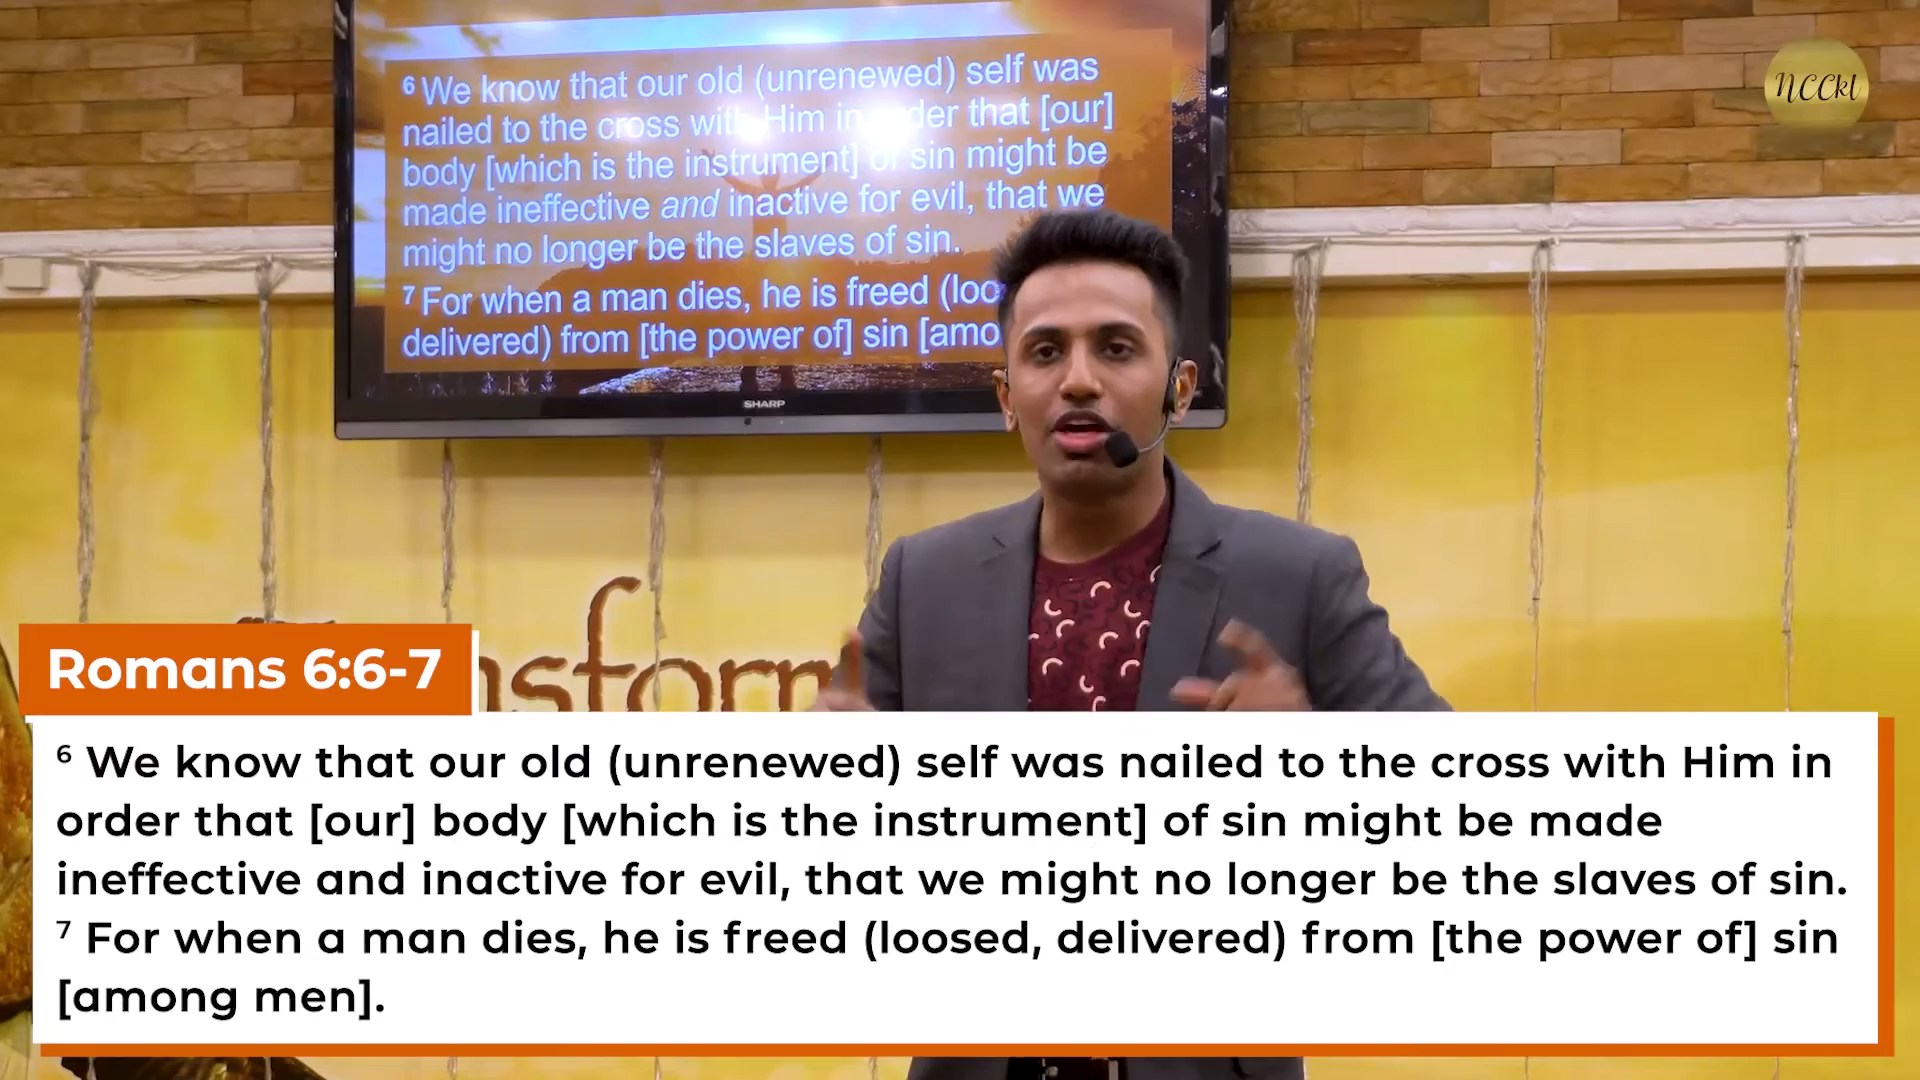 ⁶ We know that our old (unrenewed) self was
nailed to the cross with Him in order that [our]
body [which is the instrument] of sin might be
made ineffective and inactive for evil, that we
might no longer be the slaves of sin.
⁷ For when a man dies, he is freed
delivered) from [the power of] sin
SHARP
NCCkl
Romans 6:6-7
⁶ We know that our old (unrenewed) self was nailed to the cross with Him in
order that [our] body [which is the instrument] of sin might be made
ineffective and inactive for evil, that we might no longer be the slaves of sin.
⁷ For when a man dies, he is freed (loosed, delivered) from [the power of] sin
[among men].